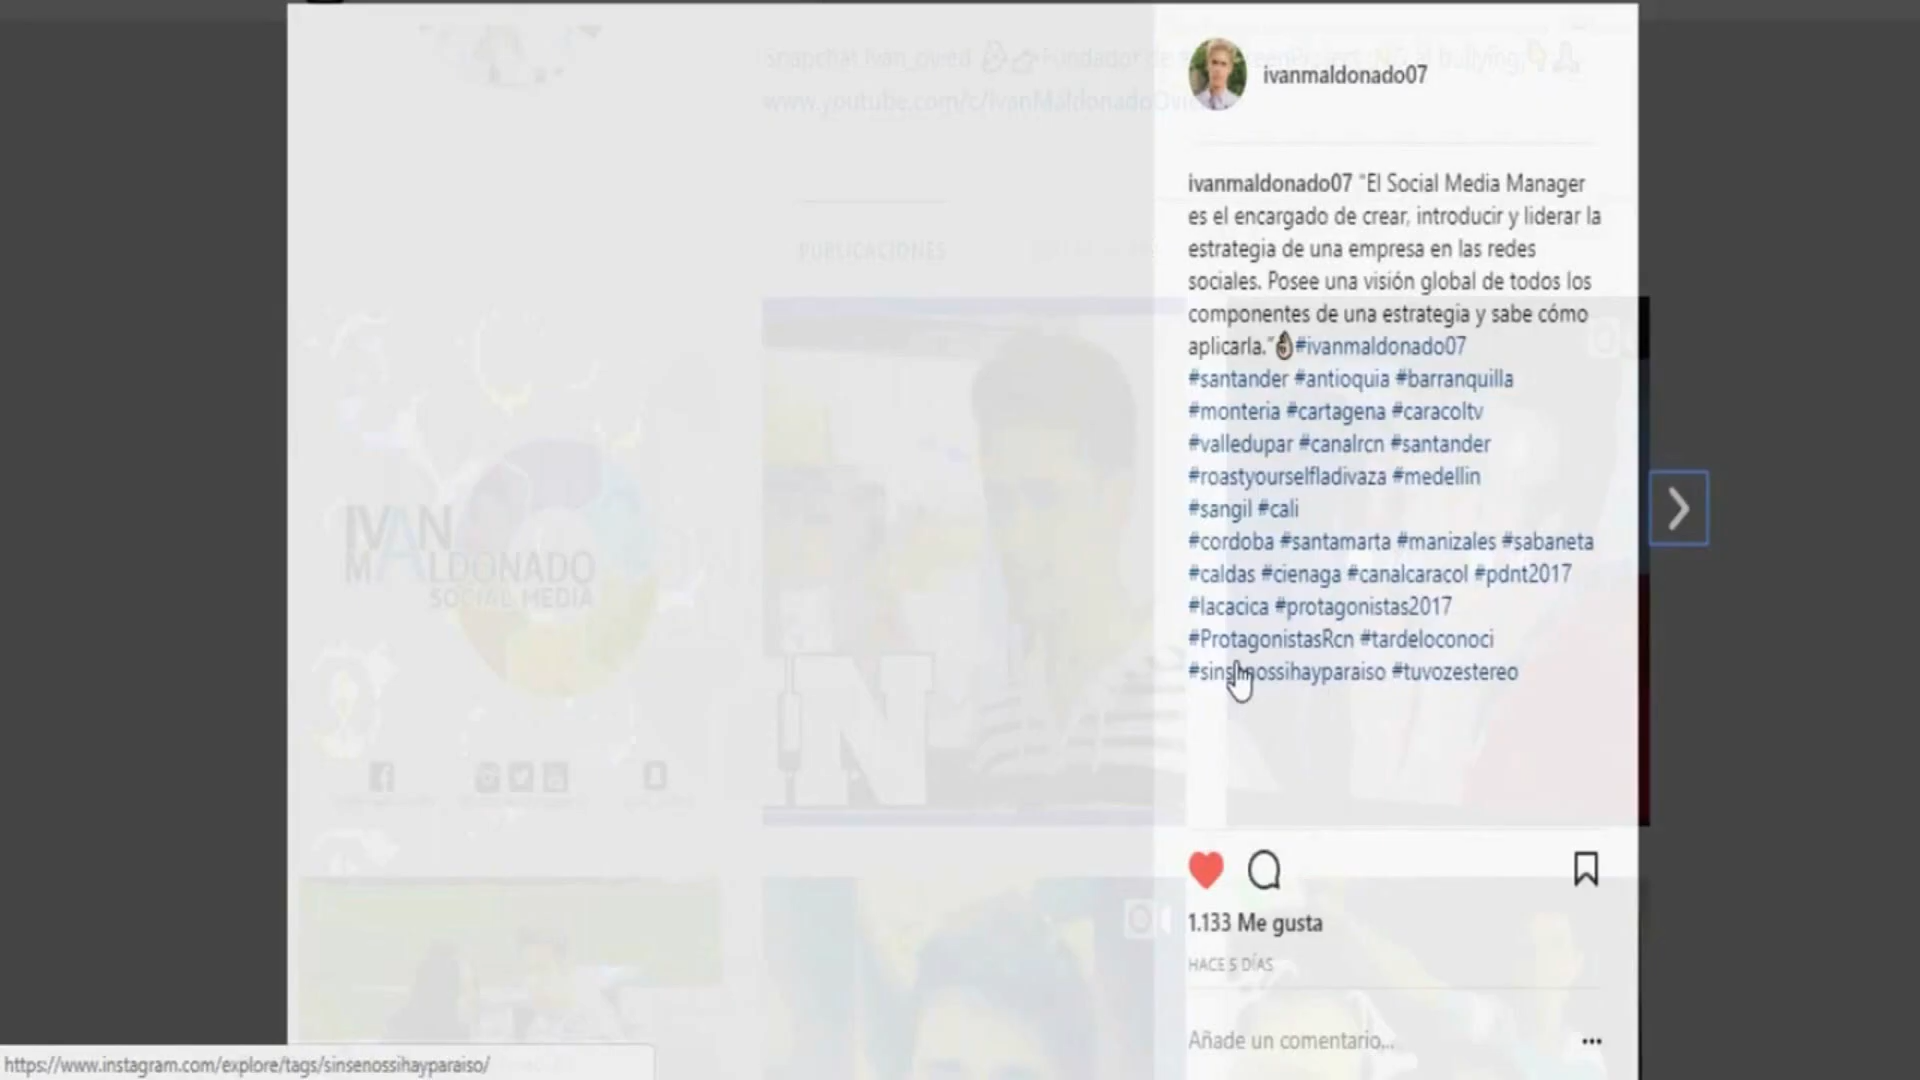 Snapchat:ivan_ovied Fundador de
bullying
www.youtube.com/c/IvanMaldonadoOvie
ivanmaldonado07
PUBLICACIONES
ivanmaldonado07 "El Social Media Manager
es el encargado de crear, introducir y liderar la
estrategia de una empresa en las redes
sociales. Posee una visión global de todos los
componentes de una estrategia y sabe cómo
aplicarla."👌#ivanmaldonado07
#santander #antioquia #barranquilla
#monteria #cartagena #caracoltv
#valledupar #canalrcn #santander
#roastyourselfladivaza #medellin
#sangil #cali
#cordoba #santamarta #manizales #sabaneta
#caldas #cienaga #canalcaracol #pdnt2017
#lacacica #protagonistas2017
#ProtagonistasRcn #tardeloconoci
#sinsenossihayparaiso #tuvozestereo
IVAN
MALDONADO
SOCIAL MEDIA
N
1.133 Me gusta
HACE 5 DÍAS
Añade un comentario...
https://www.instagram.com/explore/tags/sinsenossihayparaiso/